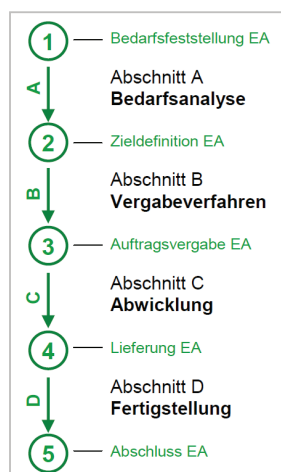 1 Bedarfsfeststellung EA
A
Abschnitt A
Bedarfsanalyse
2 Zieldefinition EA
B
Abschnitt B
Vergabeverfahren
3 Auftragsvergabe EA
C
Abschnitt C
Abwicklung
4 Lieferung EA
D
Abschnitt D
Fertigstellung
5 Abschluss EA